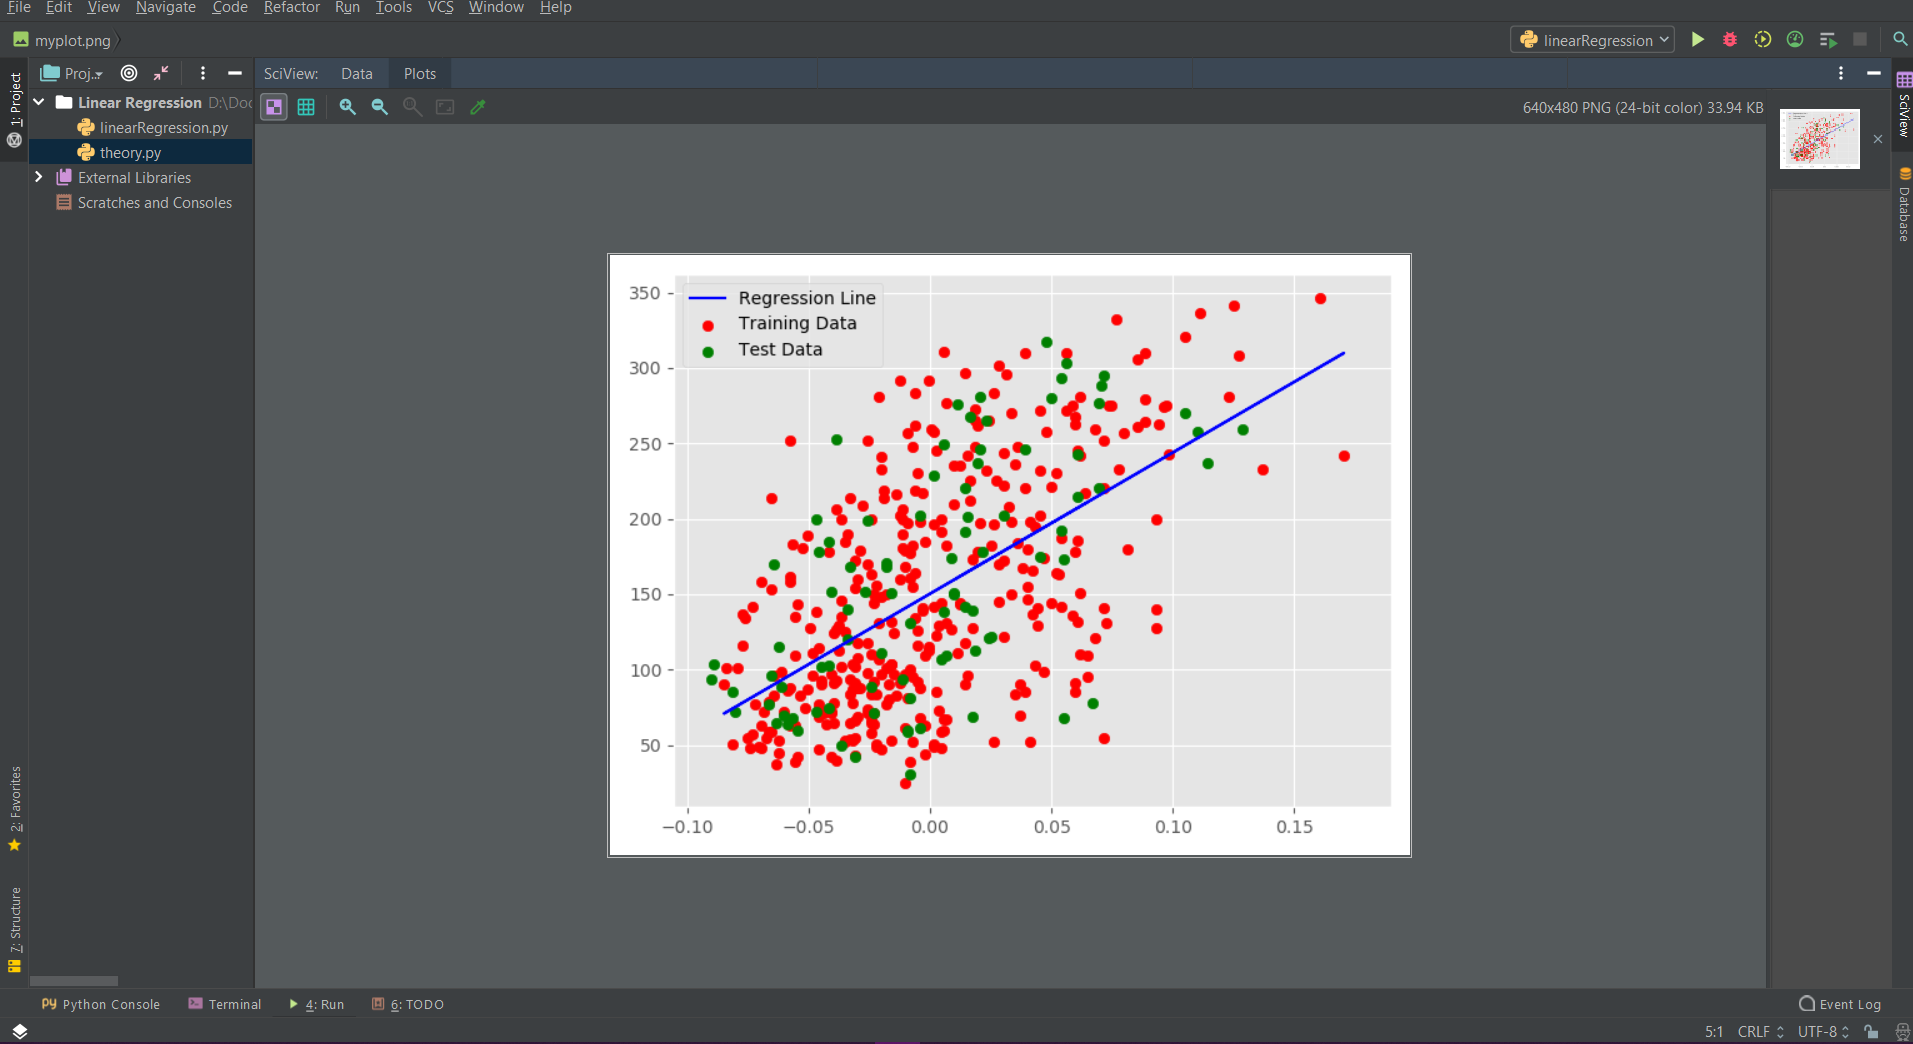 File Edit View Navigate Code Refactor Run Tools VCS Window Help
myplot.png
linearRegression
1: Project
Proj..
SciView: Data Plots
640x480 PNG (24-bit color) 33.94 KB
Linear Regression D:\Doc
linearRegression.py
theory.py
External Libraries
Scratches and Consoles
SciView
Database
350
300
250
200
150
100
50
Regression Line
Training Data
Test Data
−0.10 −0.05 0.00 0.05 0.10 0.15
2: Favorites
7: Structure
Python Console Terminal 4: Run 6: TODO Event Log
5:1 CRLF UTF-8